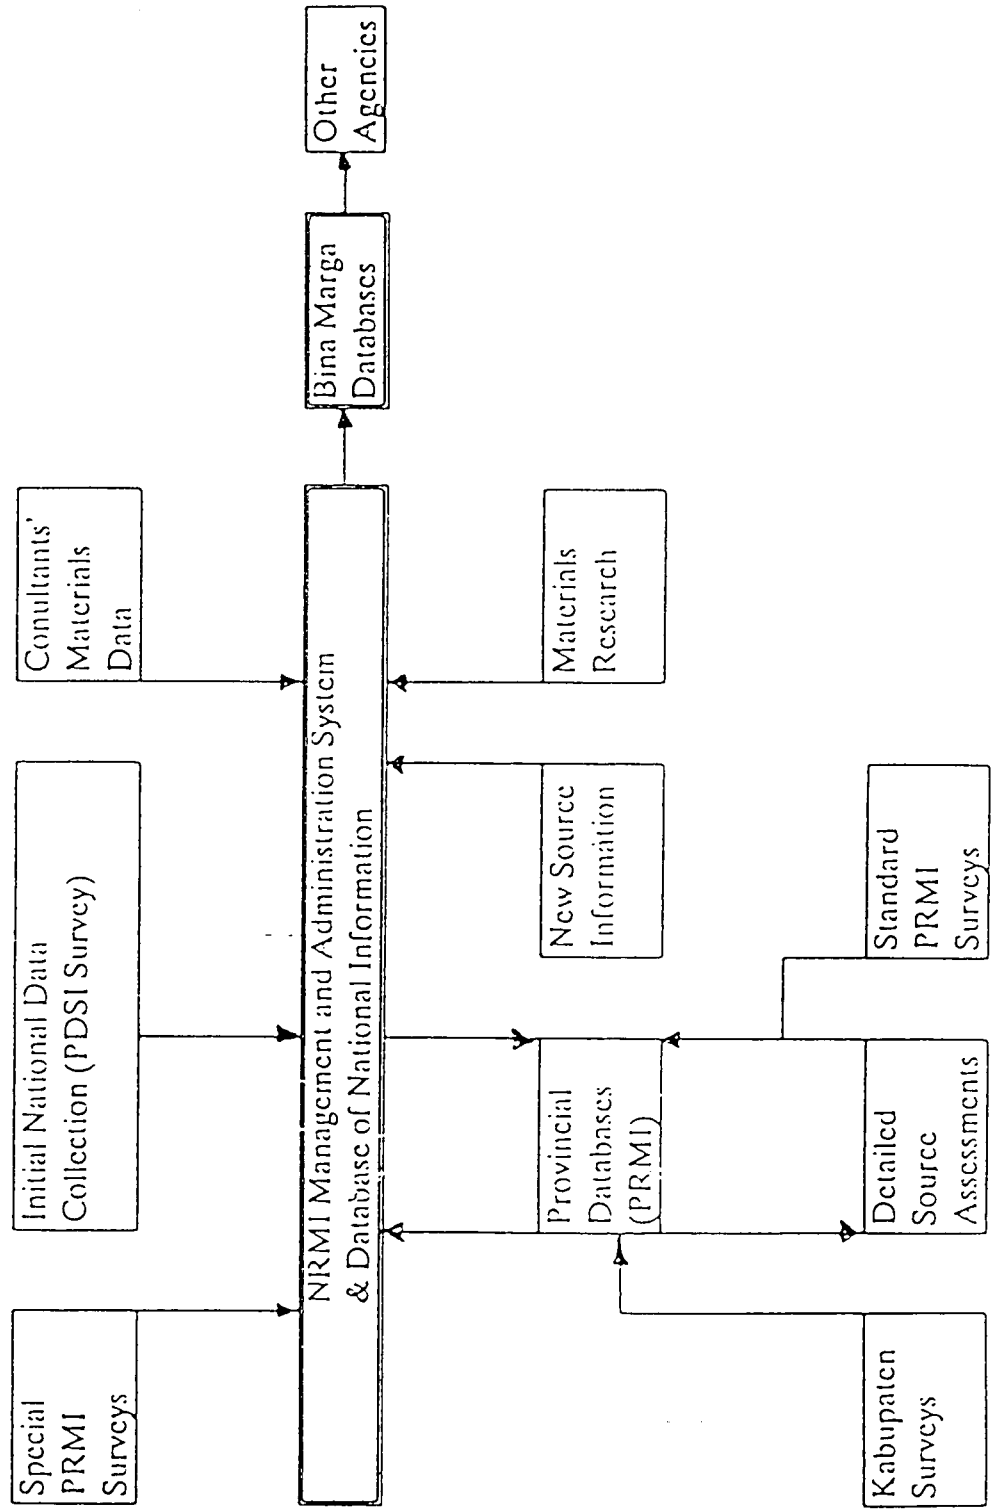 Special
PRMI
Surveys
Initial National Data
Collection (PDSI Survey)
Conultants'
Materials
Data
NRMI Management and Administration System
& Database of National Information
Bina Marga
Databases
Other
Agencies
Provincial
Databases
(PRMI)
New Source
Information
Materials
Research
Kabupaten
Surveys
Detailed
Source
Assessments
Standard
PRMI
Surveys